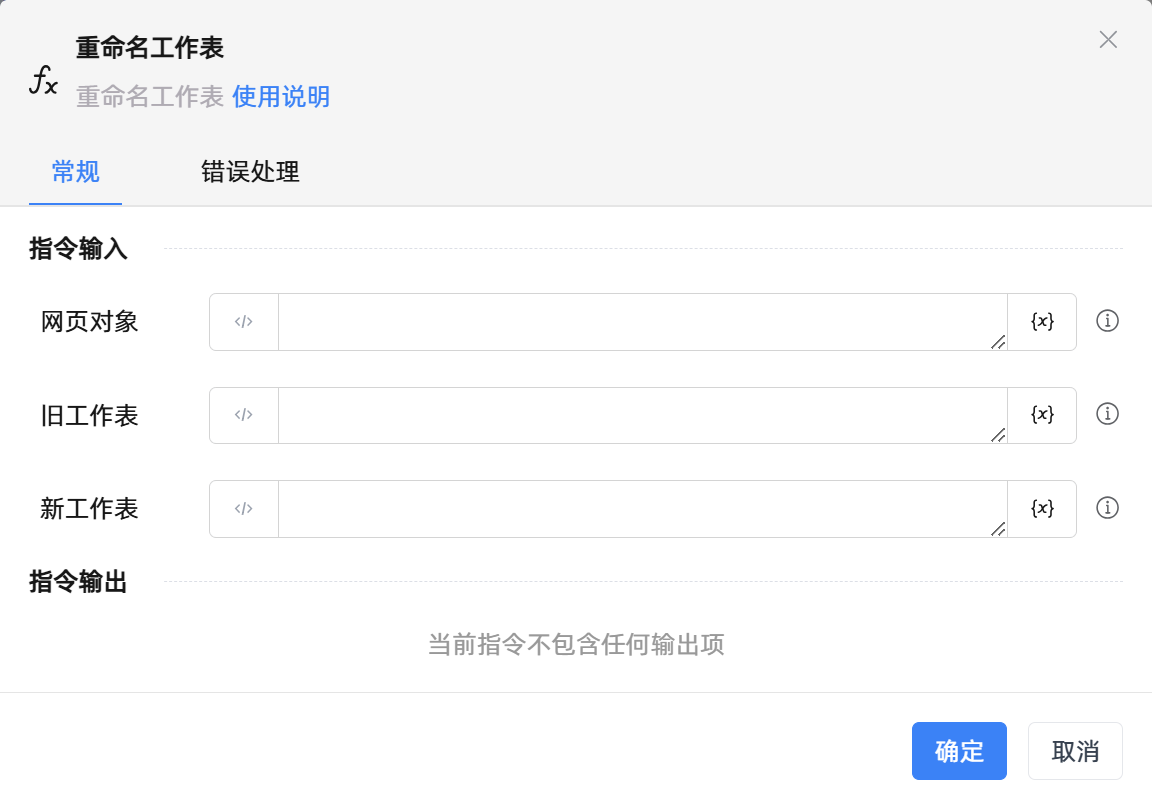 重命名工作表
重命名工作表 使用说明
常规 错误处理
指令输入
网页对象 </> {x}
旧工作表 </> {x}
新工作表 </> {x}
指令输出
当前指令不包含任何输出项
确定 取消